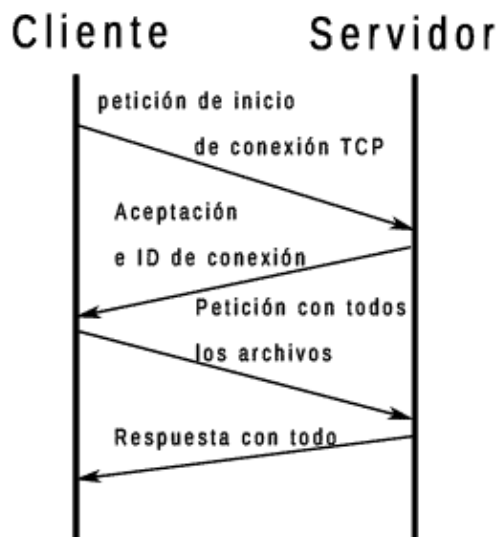 Cliente Servidor
petición de inicio
de conexión TCP
Aceptación
e ID de conexión
Petición con todos
los archivos
Respuesta con todo